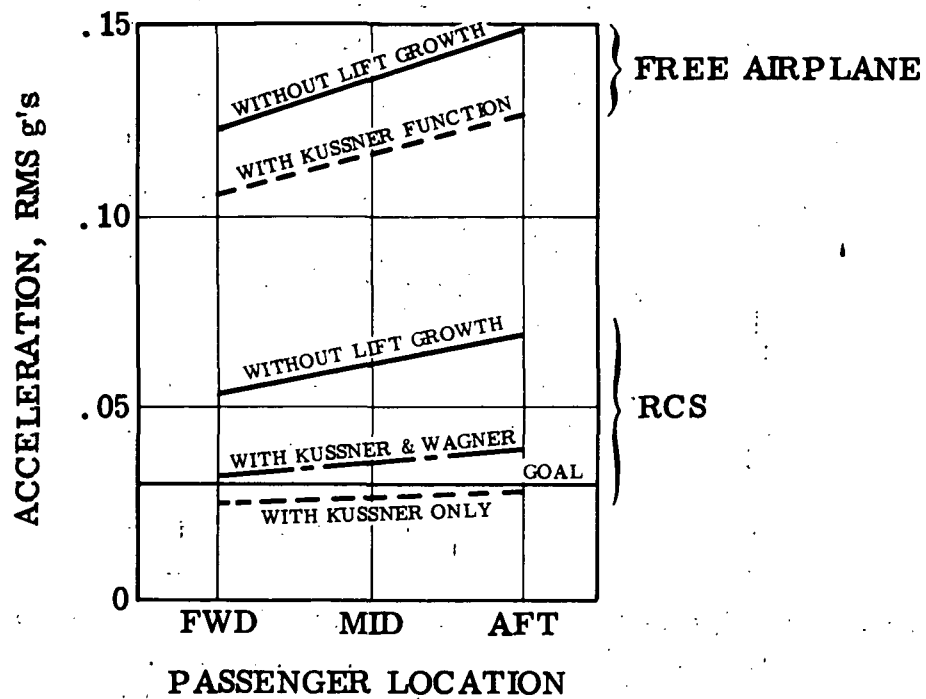 .15
WITHOUT LIFT GROWTH
FREE AIRPLANE
WITH KUSSNER FUNCTION
.10
ACCELERATION, RMS g's
WITHOUT LIFT GROWTH
.05
RCS
WITH KUSSNER & WAGNER
GOAL
WITH KUSSNER ONLY
0
FWD MID AFT
PASSENGER LOCATION